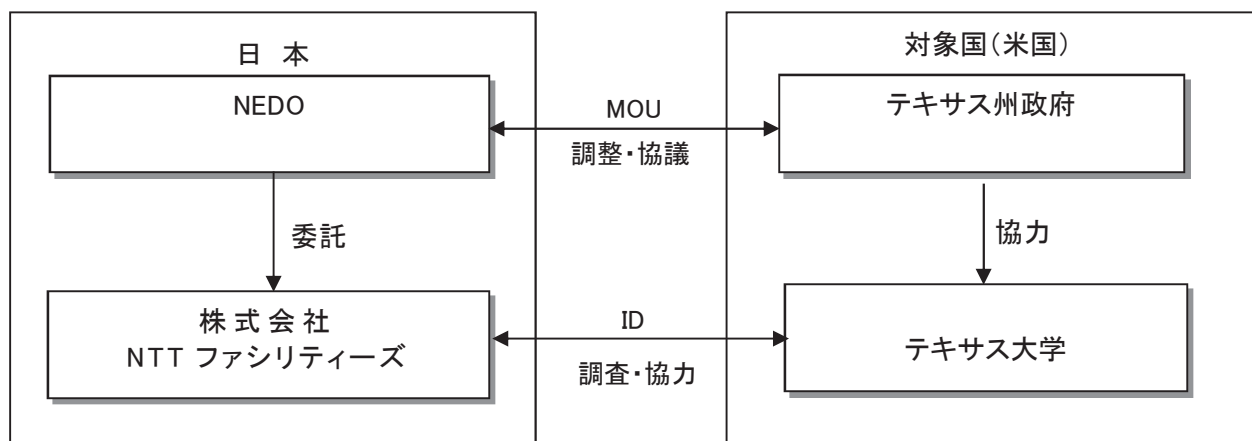 日 本
NEDO
委託
株 式 会 社
NTT ファシリティーズ
MOU
調整・協議
ID
調査・協力
対象国(米国)
テキサス州政府
協力
テキサス大学